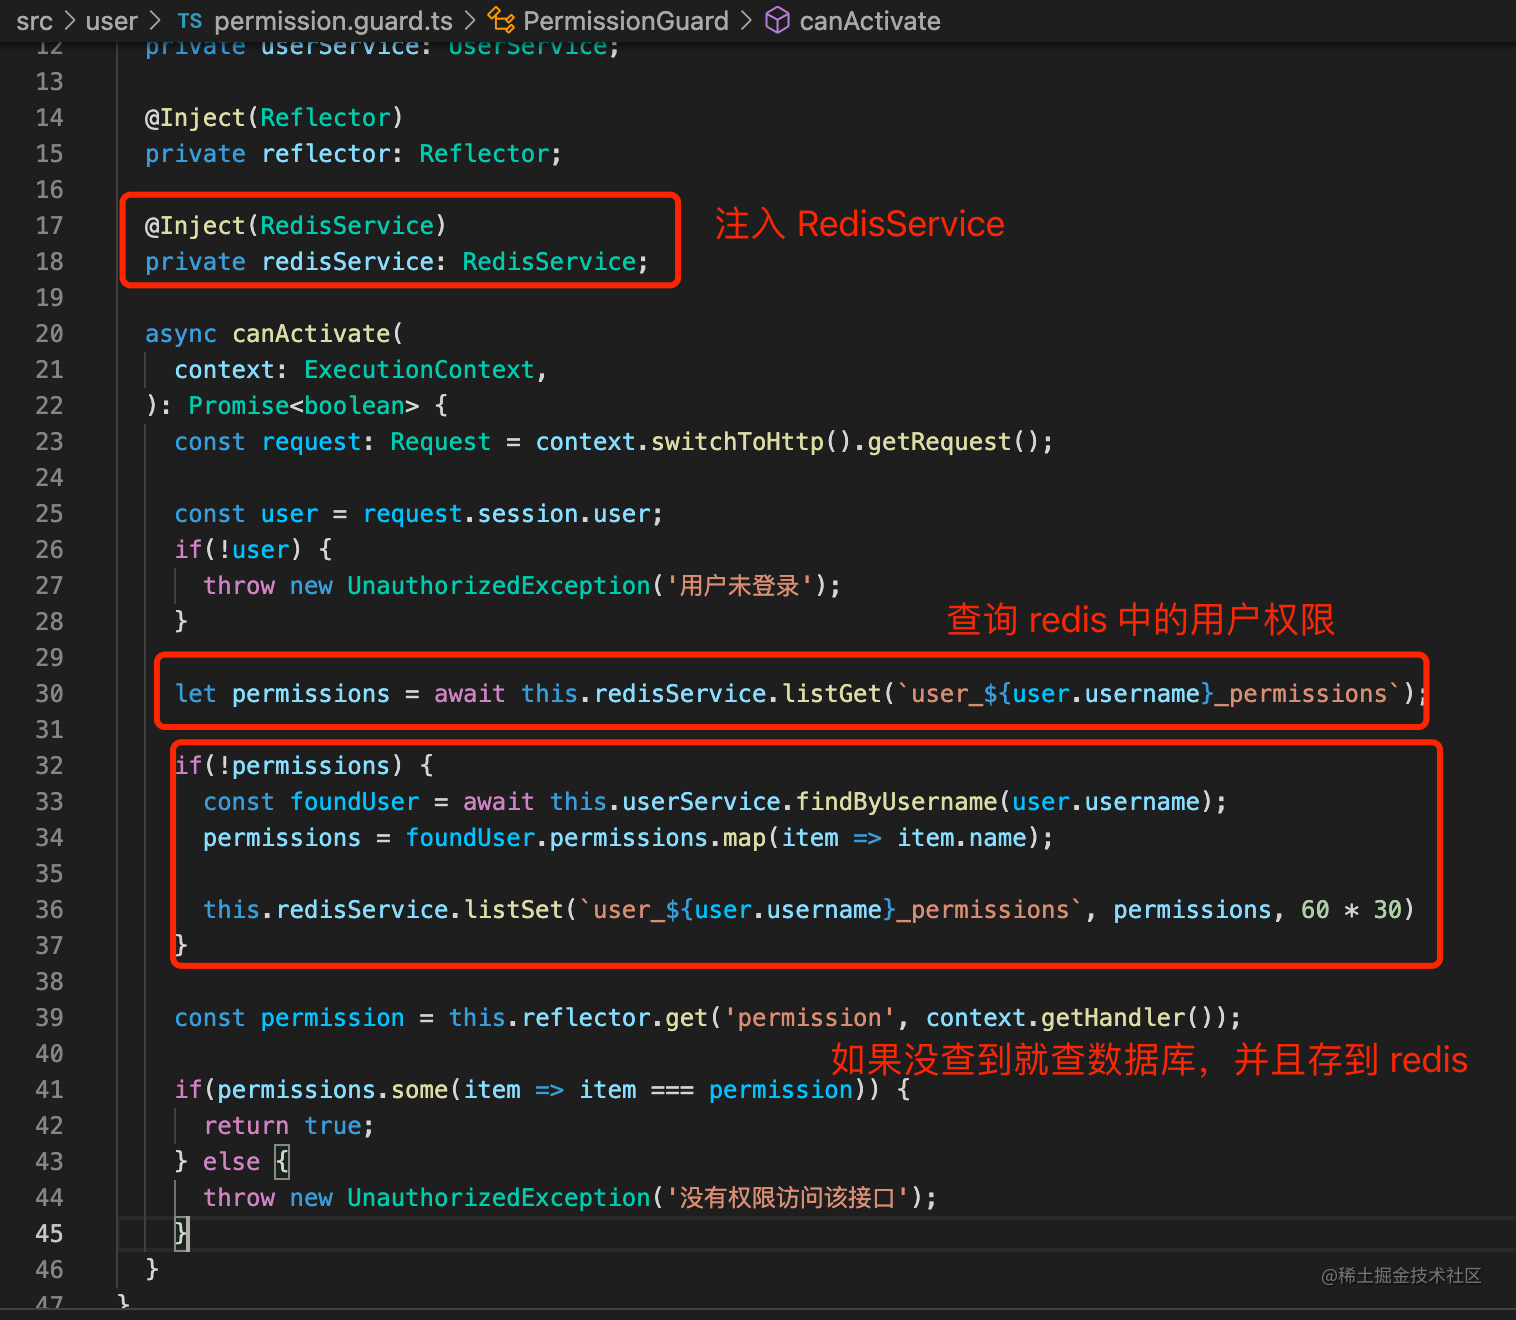 src > user > TS permission.guard.ts > PermissionGuard > canActivate
12 private userService: UserService;
13
14 @Inject(Reflector)
15 private reflector: Reflector;
16
17 @Inject(RedisService)
注入 RedisService
18 private redisService: RedisService;
19
20 async canActivate(
21 context: ExecutionContext,
22 ): Promise<boolean> {
23 const request: Request = context.switchToHttp().getRequest();
24
25 const user = request.session.user;
26 if(!user) {
27 throw new UnauthorizedException('用户未登录');
28 }
查询 redis 中的用户权限
29
30 let permissions = await this.redisService.listGet(`user_${user.username}_permissions`);
31
32 if(!permissions) {
33 const foundUser = await this.userService.findByUsername(user.username);
34 permissions = foundUser.permissions.map(item => item.name);
35
36 this.redisService.listSet(`user_${user.username}_permissions`, permissions, 60 * 30)
37 }
38
39 const permission = this.reflector.get('permission', context.getHandler());
40
如果没查到就查数据库，并且存到 redis
41 if(permissions.some(item => item === permission)) {
42 return true;
43 } else {
44 throw new UnauthorizedException('没有权限访问该接口');
45 }
46 }
47 }
@稀土掘金技术社区